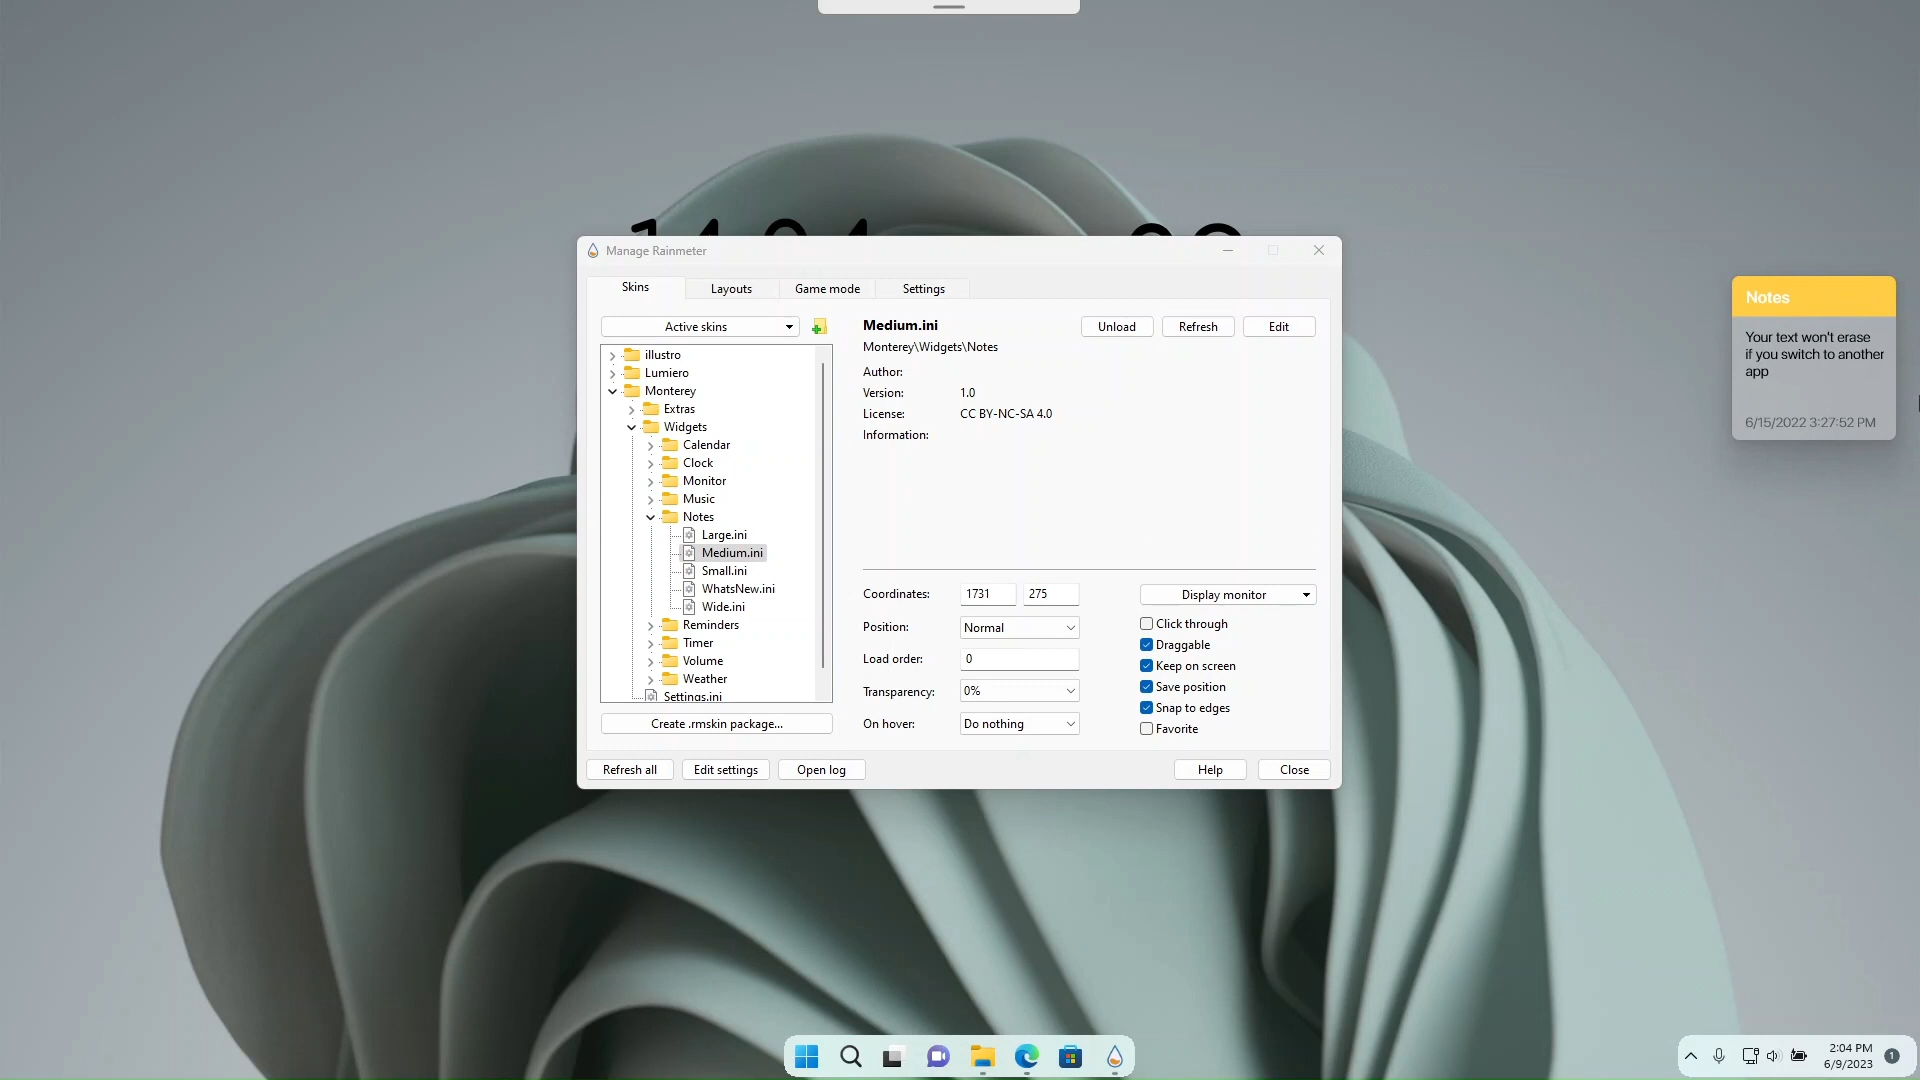 Manage Rainmeter
Skins
Layouts
Game mode
Settings
Active skins
illustro
Lumiero
Monterey
Extras
Widgets
Calendar
Clock
Monitor
Music
Notes
Large.ini
Medium.ini
Small.ini
WhatsNew.ini
Wide.ini
Reminders
Timer
Volume
Weather
Settings.ini
Create .rmskin package...
Medium.ini
Unload
Refresh
Edit
Monterey\Widgets\Notes
Author:
Version: 1.0
License: CC BY-NC-SA 4.0
Information:
Coordinates: 1731 275
Display monitor
Position: Normal
Load order: 0
Transparency: 0%
On hover: Do nothing
Click through
Draggable
Keep on screen
Save position
Snap to edges
Favorite
Refresh all
Edit settings
Open log
Help
Close
Notes
Your text won't erase
if you switch to another
app
6/15/2022 3:27:52 PM
2:04 PM
6/9/2023
1